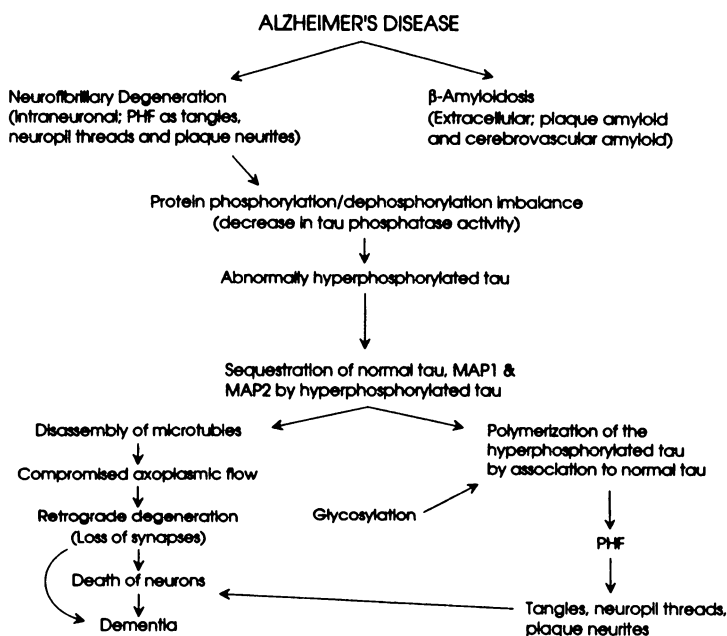 ALZHEIMER'S DISEASE
Neurofibrillary Degeneration
(Intraneuronal; PHF as tangles,
neuropil threads and plaque neurites)
β-Amyloidosis
(Extracellular; plaque amyloid
and cerebrovascular amyloid)
Protein phosphorylation/dephosphorylation imbalance
(decrease in tau phosphatase activity)
Abnormally hyperphosphorylated tau
Sequestration of normal tau, MAP1 &
MAP2 by hyperphosphorylated tau
Disassembly of microtubles
Compromised axoplasmic flow
Retrograde degeneration
(Loss of synapses)
Death of neurons
Dementia
Glycosylation
Polymerization of the
hyperphosphorylated tau
by association to normal tau
PHF
Tangles, neuropil threads,
plaque neurites